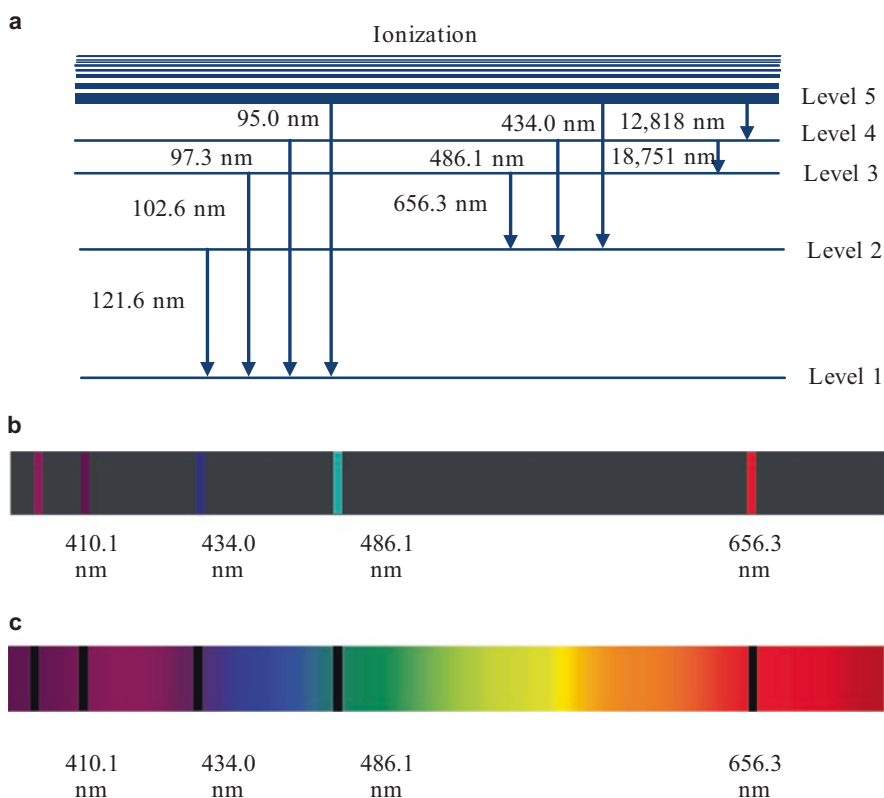 a
Ionization
Level 5
95.0 nm
434.0 nm
12,818 nm
Level 4
97.3 nm
486.1 nm
18,751 nm
Level 3
102.6 nm
656.3 nm
Level 2
121.6 nm
Level 1
b
410.1
nm
434.0
nm
486.1
nm
656.3
nm
c
410.1
nm
434.0
nm
486.1
nm
656.3
nm